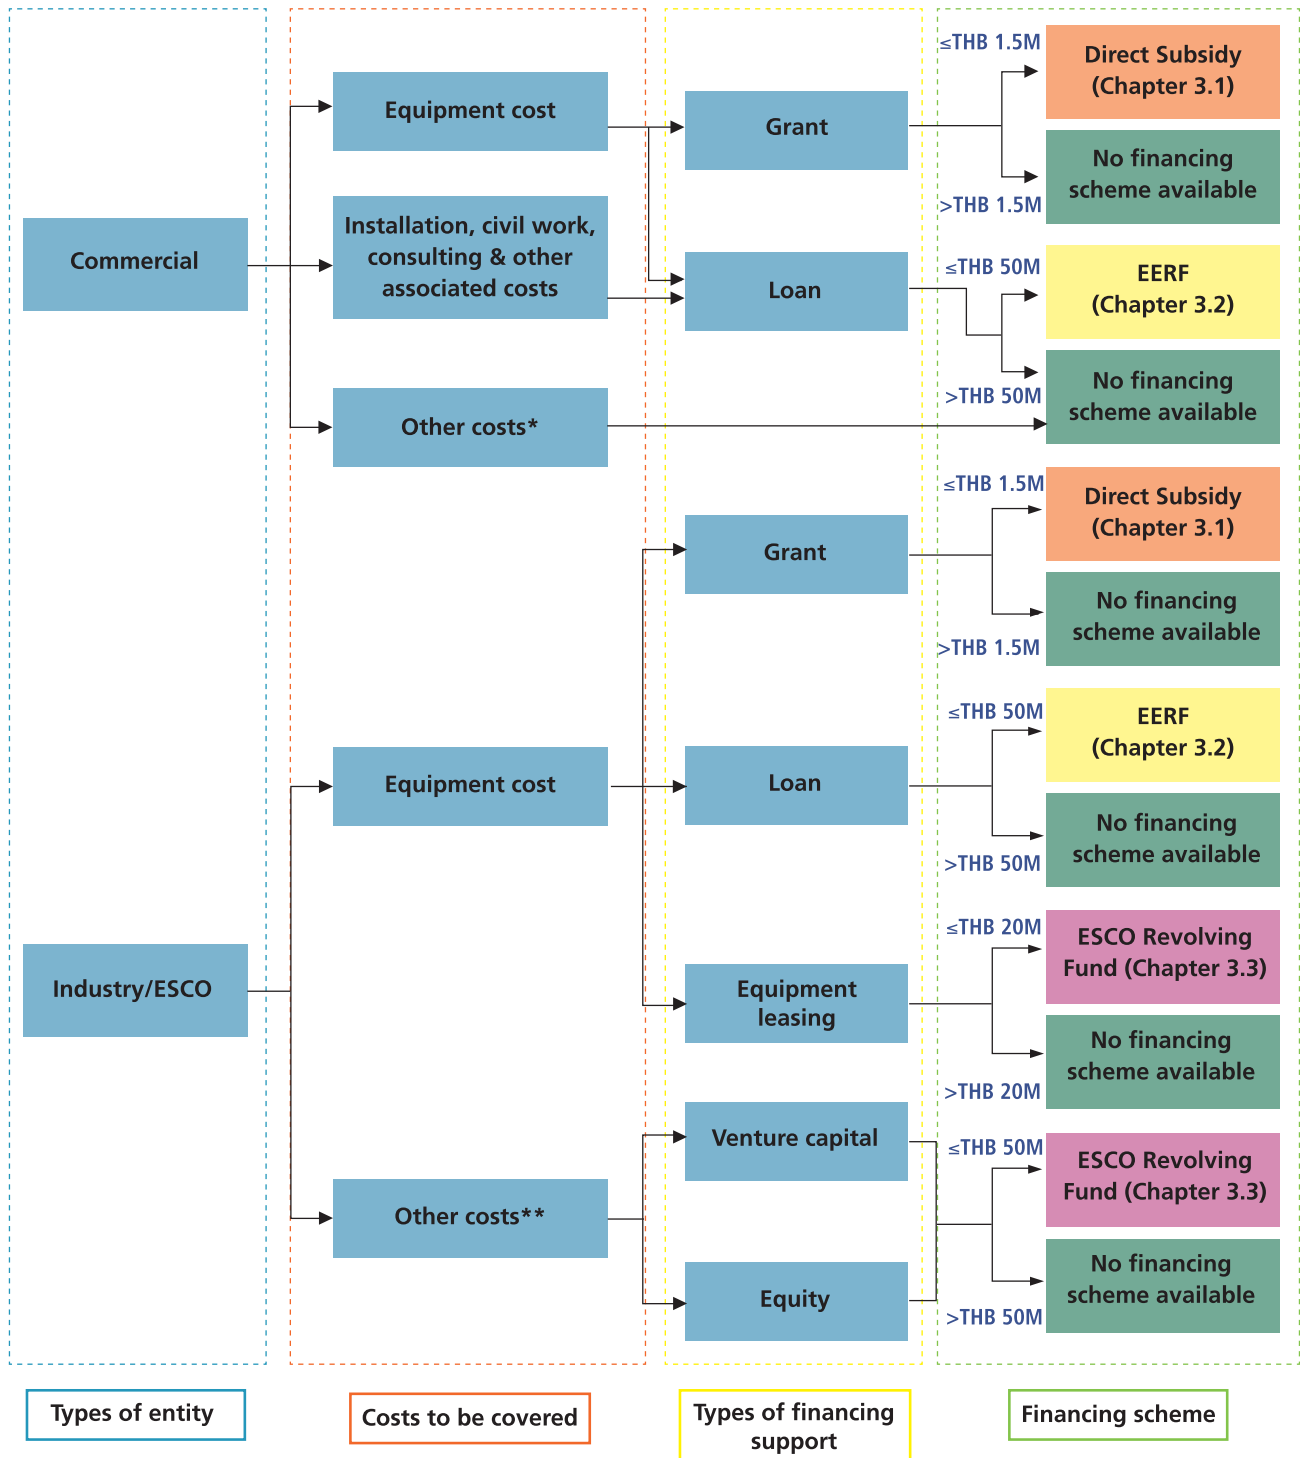 ≤THB 1.5M
Direct Subsidy
(Chapter 3.1)
Equipment cost
Grant
No financing
scheme available
>THB 1.5M
Commercial
Installation, civil work,
consulting & other
associated costs
Loan
≤THB 50M
EERF
(Chapter 3.2)
>THB 50M
No financing
scheme available
Other costs*
≤THB 1.5M
Direct Subsidy
(Chapter 3.1)
Grant
No financing
scheme available
>THB 1.5M
≤THB 50M
EERF
(Chapter 3.2)
Equipment cost
Loan
No financing
scheme available
>THB 50M
≤THB 20M
ESCO Revolving
Fund (Chapter 3.3)
Industry/ESCO
Equipment
leasing
No financing
scheme available
>THB 20M
Venture capital
≤THB 50M
ESCO Revolving
Fund (Chapter 3.3)
Other costs**
Equity
No financing
scheme available
>THB 50M
Types of entity
Costs to be covered
Types of financing
support
Financing scheme